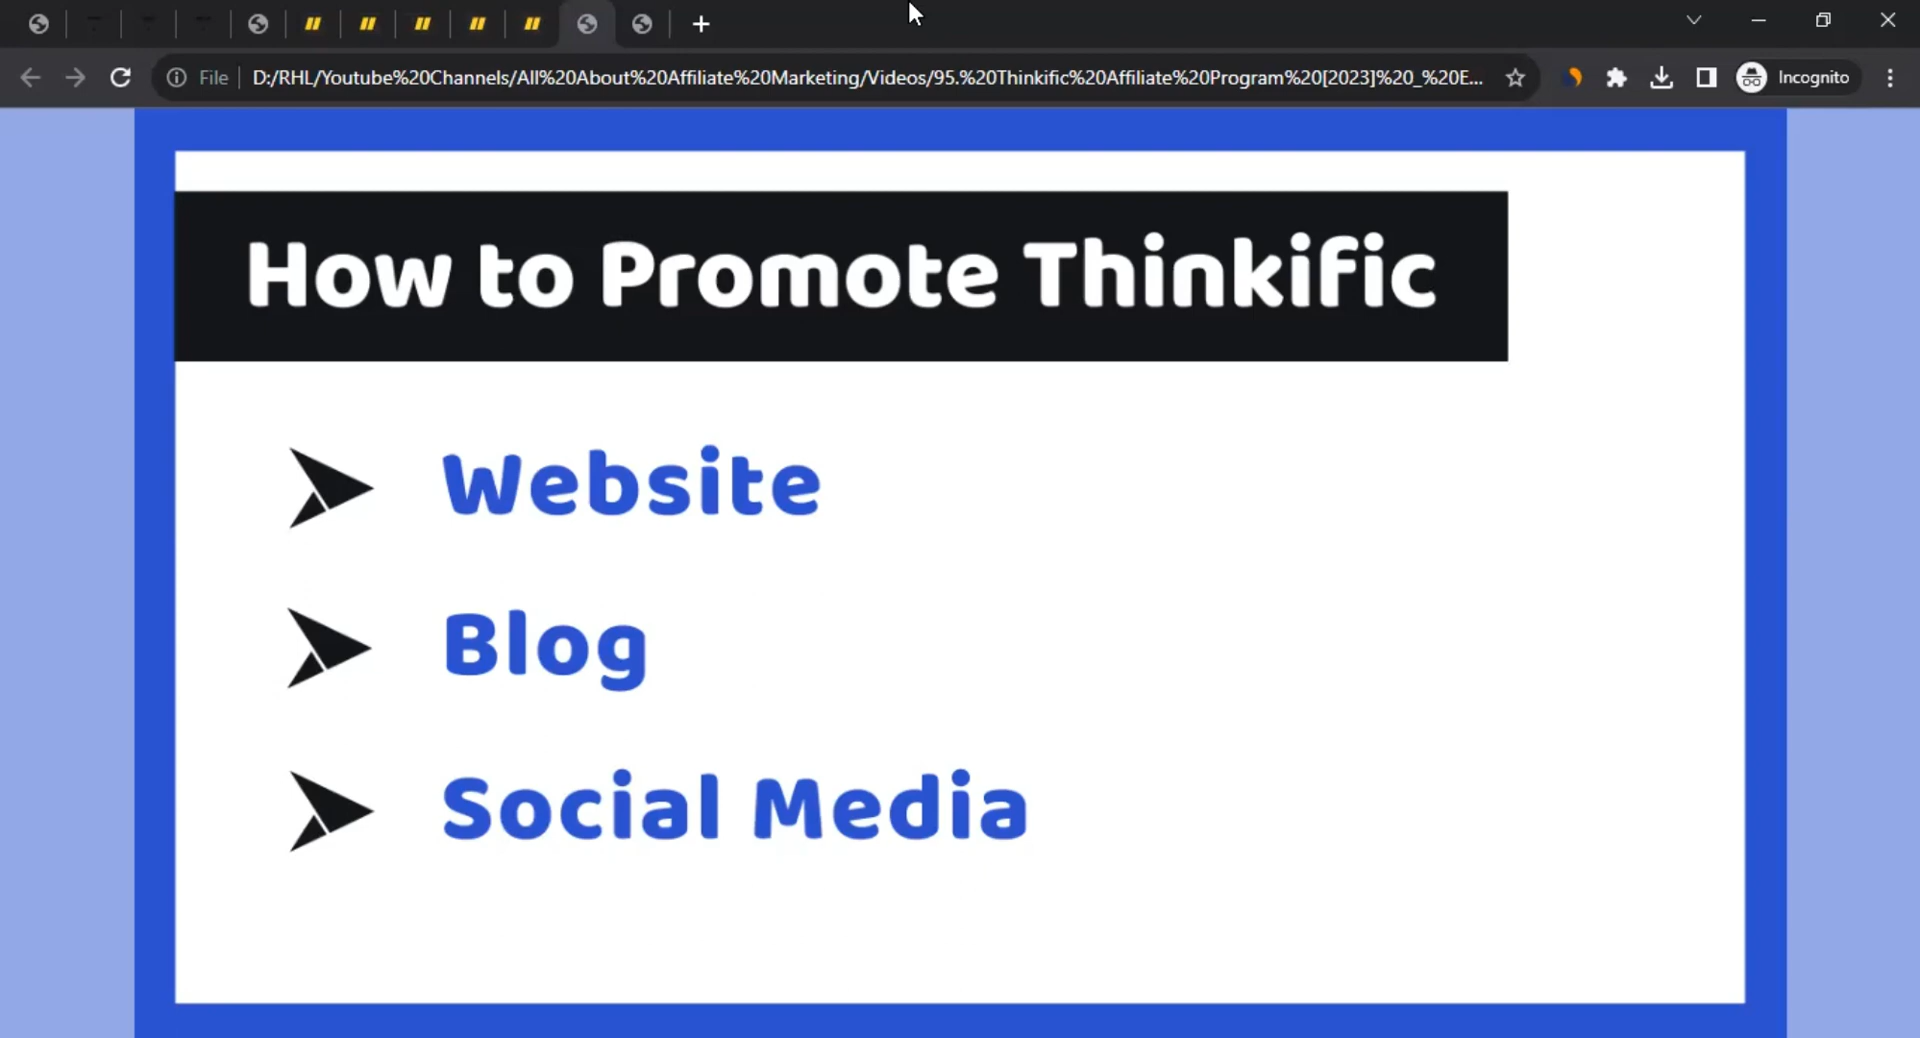 File
D:/RHL/Youtube%20Channels/All%20About%20Affiliate%20Marketing/Videos/95.%20Thinkific%20Affiliate%20Program%20[2023]%20_%20E...
Incognito
How to Promote Thinkific
Website
Blog
Social Media